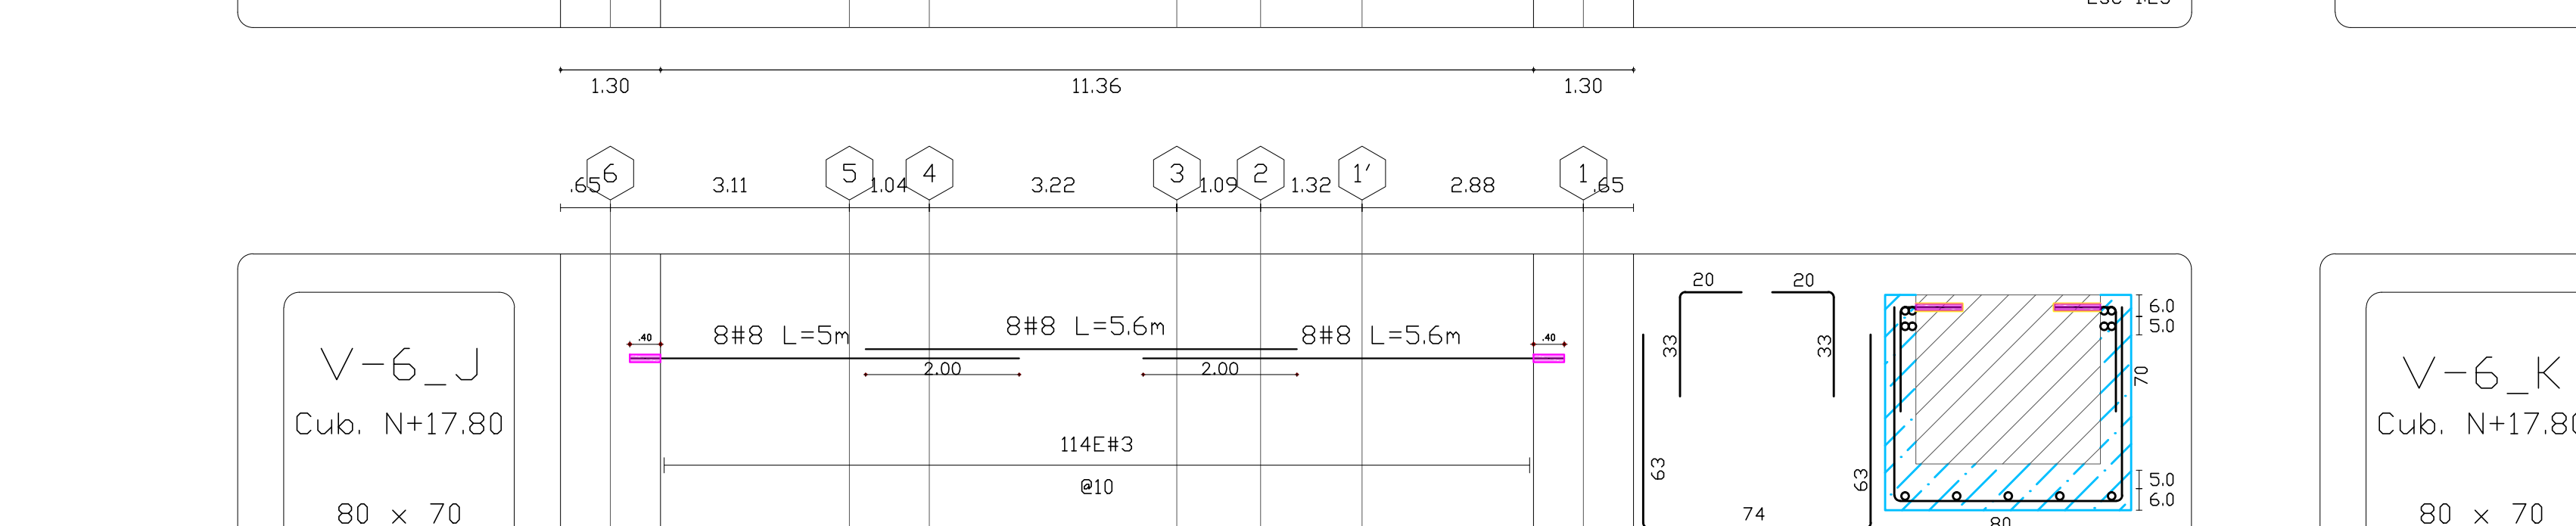 1.30 11.36 1.30
6 5 4 3 2 1' 1
.65 3.11 1.04 3.22 1.09 1.32 2.88 .65
20 20
6.0
5.0
.40 8#8 L=5m 8#8 L=5.6m 8#8 L=5.6m .40
33 33
V-6_J
2.00 2.00
70
V-6_K
Cub. N+17.80
Cub. N+17.80
114E#3
63 63
@10
5.0
6.0
80 x 70
74
80
80 x 70